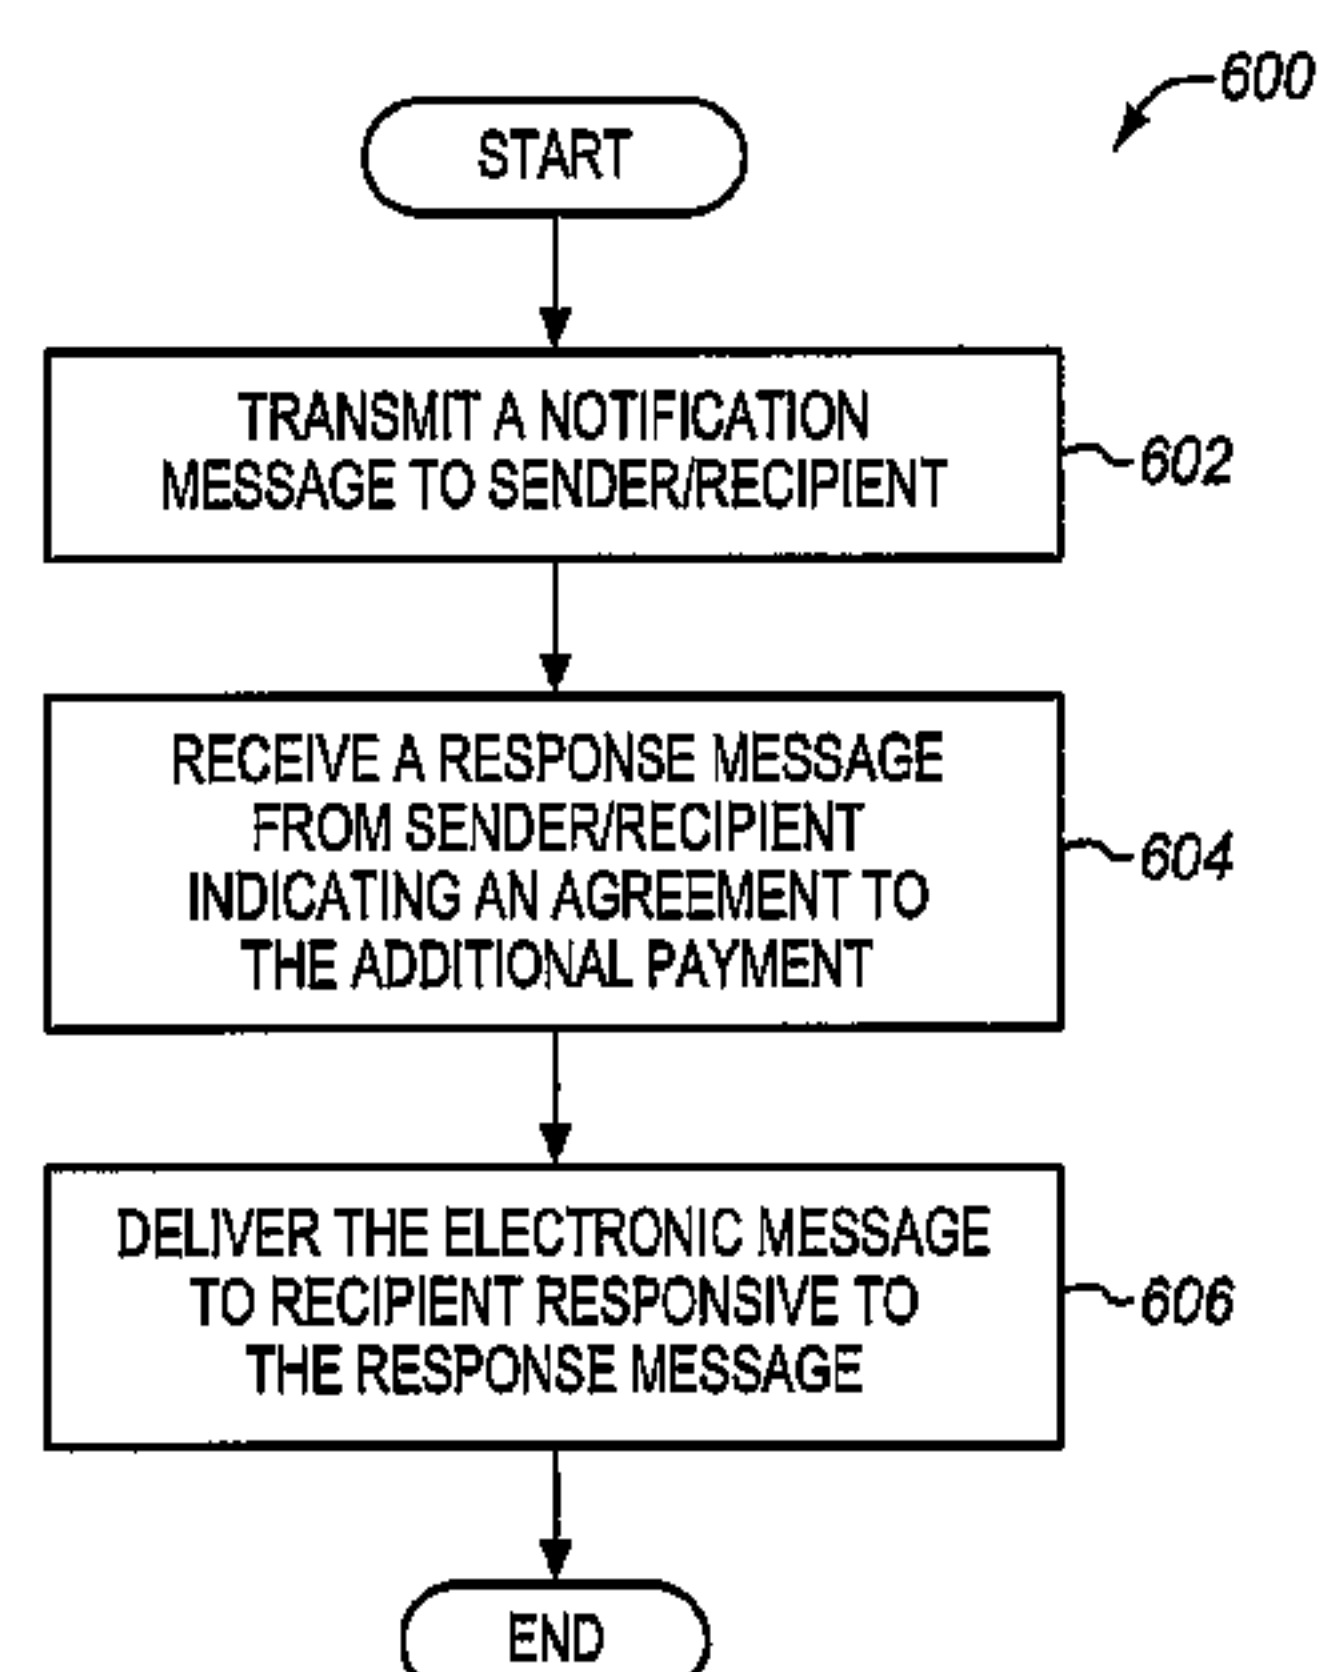 600
START
TRANSMIT A NOTIFICATION
MESSAGE TO SENDER/RECIPIENT
602
RECEIVE A RESPONSE MESSAGE
FROM SENDER/RECIPIENT
INDICATING AN AGREEMENT TO
THE ADDITIONAL PAYMENT
604
DELIVER THE ELECTRONIC MESSAGE
TO RECIPIENT RESPONSIVE TO
THE RESPONSE MESSAGE
606
END